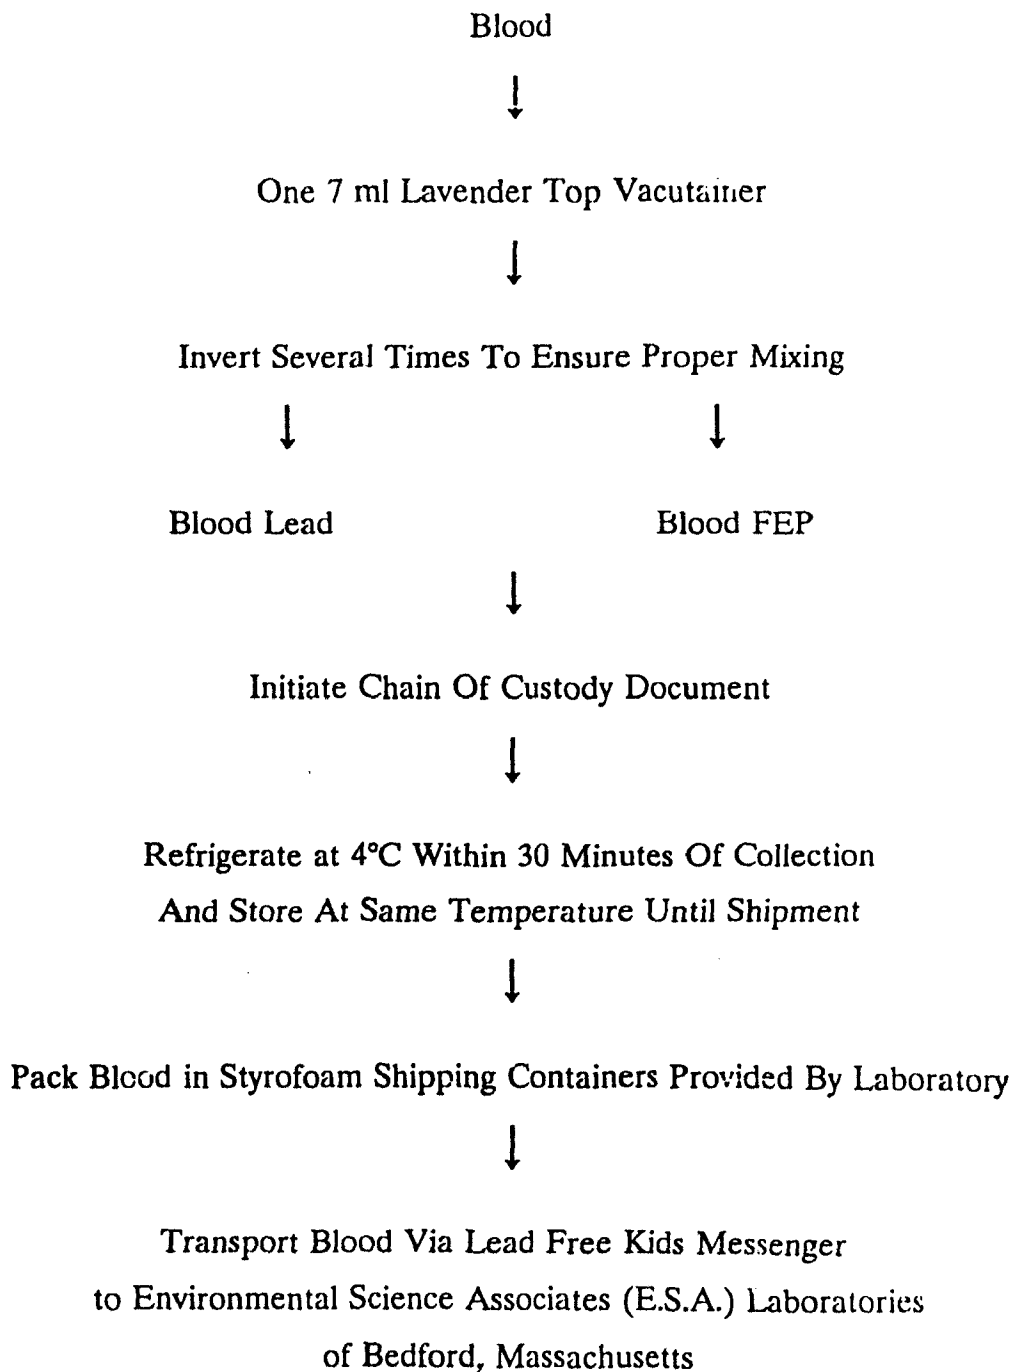 Blood
↓
One 7 ml Lavender Top Vacutainer
↓
Invert Several Times To Ensure Proper Mixing
↓ ↓
Blood Lead Blood FEP
↓
Initiate Chain Of Custody Document
↓
Refrigerate at 4°C Within 30 Minutes Of Collection
And Store At Same Temperature Until Shipment
↓
Pack Blood in Styrofoam Shipping Containers Provided By Laboratory
↓
Transport Blood Via Lead Free Kids Messenger
to Environmental Science Associates (E.S.A.) Laboratories
of Bedford, Massachusetts